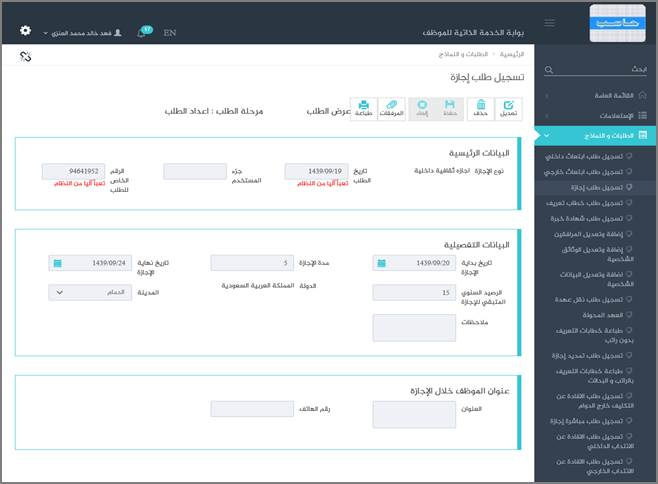 حاسب
بوابة الخدمة الذاتية للموظف
EN
17
فهد خالد محمد العنزي
ابحث
القائمة العامة
الإستعلامات
الطلبات و النماذج
تسجيل طلب ابتعاث داخلي
تسجيل طلب ابتعاث خارجي
تسجيل طلب إجازة
تسجيل طلب خطاب تعريف
تسجيل طلب شهادة خبرة
إضافة وتعديل المرافقين
إضافة وتعديل الوثائق
الشخصية
اضافة وتعديل البيانات
الشخصية
تسجيل طلب نقل عهدة
العهد المحولة
طباعة خطابات التعريف
بدون راتب
تسجيل طلب تمديد إجازة
طباعة خطابات التعريف
بالراتب و البدلات
تسجيل طلب الافادة عن
التكليف خارج الدوام
تسجيل طلب مباشرة إجازة
تسجيل طلب الافادة عن
الانتداب الداخلي
تسجيل طلب الافادة عن
الانتداب الخارجي
الرئيسية - الطلبات و النماذج
تسجيل طلب إجازة
تعديل
حذف
حفظ
إلغاء
المرفقات
طباعة
عرض الطلب
مرحلة الطلب : اعداد الطلب
البيانات الرئيسية
نوع الإجازة
اجازه ثقافية داخلية
تاريخ الطلب
1439/09/19
تعبأ آليا من النظام
جزء المستخدم
الرقم الخاص للطلب
94641952
تعبأ آليا من النظام
البيانات التفصيلية
تاريخ بداية الإجازة
1439/09/20
مدة الإجازة
5
تاريخ نهاية الإجازة
1439/09/24
الرصيد السنوي المتبقي للإجازة
15
الدولة
المملكة العربية السعودية
المدينة
الدمام
ملاحظات
عنوان الموظف خلال الإجازة
العنوان
رقم الهاتف